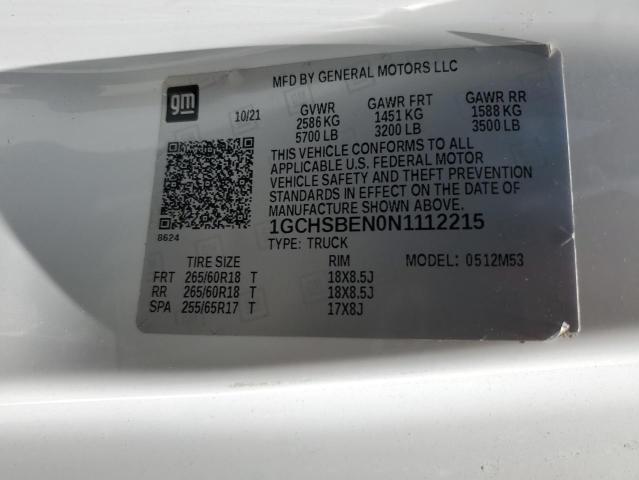 MFD BY GENERAL MOTORS LLC
gm
10/21
GVWR GAWR FRT GAWR RR
2586 KG 1451 KG 1588 KG
5700 LB 3200 LB 3500 LB
THIS VEHICLE CONFORMS TO ALL
APPLICABLE U.S. FEDERAL MOTOR
VEHICLE SAFETY AND THEFT PREVENTION
STANDARDS IN EFFECT ON THE DATE OF
MANUFACTURE SHOWN ABOVE.
8624
1GCHSBEN0N1112215
TYPE: TRUCK MODEL: 0512M53
TIRE SIZE RIM
FRT 265/60R18 T 18X8.5J
RR 265/60R18 T 18X8.5J
SPA 255/65R17 T 17X8J